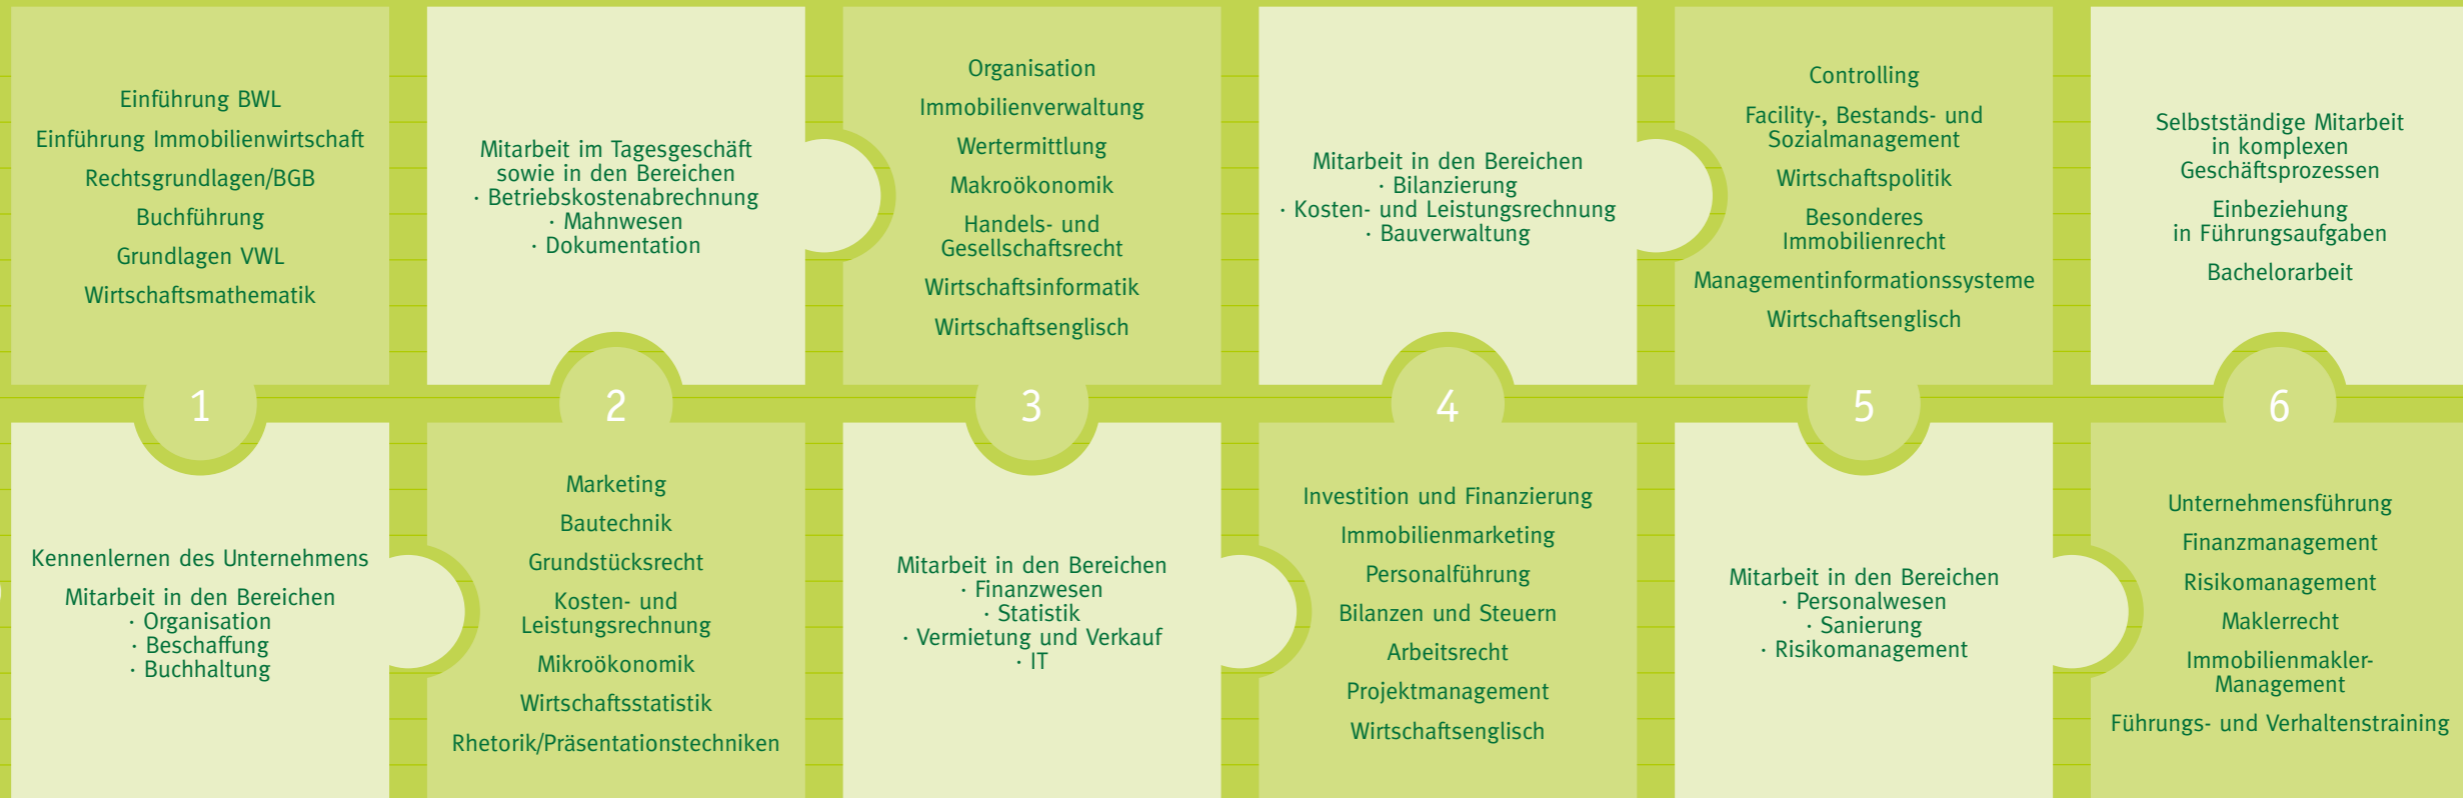 Einführung BWL
Einführung Immobilienwirtschaft
Rechtsgrundlagen/BGB
Buchführung
Grundlagen VWL
Wirtschaftsmathematik
1
Kennenlernen des Unternehmens
Mitarbeit in den Bereichen
· Organisation
· Beschaffung
· Buchhaltung
Mitarbeit im Tagesgeschäft
sowie in den Bereichen
· Betriebskostenabrechnung
· Mahnwesen
· Dokumentation
2
Marketing
Bautechnik
Grundstücksrecht
Kosten- und
Leistungsrechnung
Mikroökonomik
Wirtschaftsstatistik
Rhetorik/Präsentationstechniken
Organisation
Immobilienverwaltung
Wertermittlung
Makroökonomik
Handels- und
Gesellschaftsrecht
Wirtschaftsinformatik
Wirtschaftsenglisch
3
Mitarbeit in den Bereichen
· Finanzwesen
· Statistik
· Vermietung und Verkauf
· IT
Mitarbeit in den Bereichen
· Bilanzierung
· Kosten- und Leistungsrechnung
· Bauverwaltung
4
Investition und Finanzierung
Immobilienmarketing
Personalführung
Bilanzen und Steuern
Arbeitsrecht
Projektmanagement
Wirtschaftsenglisch
Controlling
Facility-, Bestands- und
Sozialmanagement
Wirtschaftspolitik
Besonderes
Immobilienrecht
Managementinformationssysteme
Wirtschaftsenglisch
5
Mitarbeit in den Bereichen
· Personalwesen
· Sanierung
· Risikomanagement
Selbstständige Mitarbeit
in komplexen
Geschäftsprozessen
Einbeziehung
in Führungsaufgaben
Bachelorarbeit
6
Unternehmensführung
Finanzmanagement
Risikomanagement
Maklerrecht
Immobilienmakler-
Management
Führungs- und Verhaltenstraining